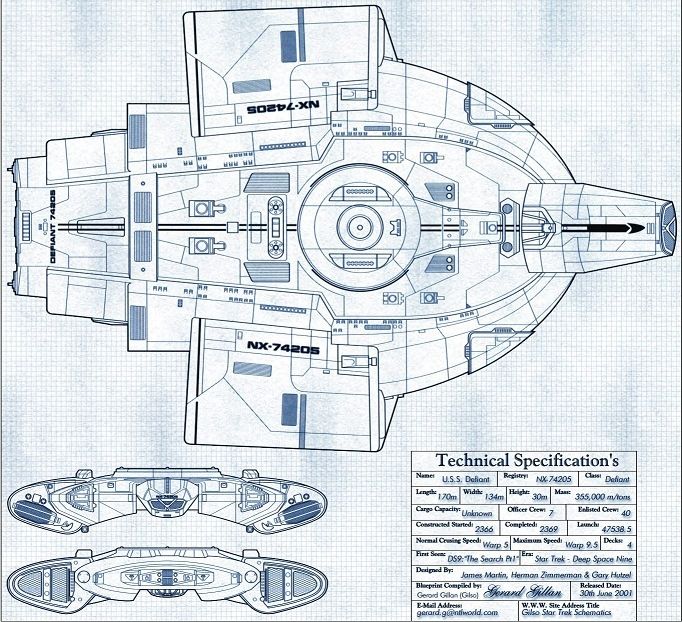 NX-74205
DEFIANT 74205
NX-74205
Technical Specification's
Name: U.S.S. Defiant Registry: NX-74205 Class: Defiant
Length: 170m Width: 134m Height: 30m Mass: 355,000 m/tons
Cargo Capacity: Unknown Officer Crew: 7 Enlisted Crew: 40
Constructed Started: 2366 Completed: 2369 Launch: 47538.5
Normal Crusing Speed: Warp 5 Maximum Speed: Warp 9.5 Decks: 4
First Seen: DS9:"The Search Pt1" Era: Star Trek - Deep Space Nine
Designed By: James Martin, Herman Zimmerman & Gary Hutzel
Blueprint Compiled by: Released Date:
Gerard Gillan (Gilso) Gerard Gillan 30th June 2001
E-Mail Address: W.W.W. Site Address Title
gerard.g@ntlworld.com Gilso Star Trek Schematics